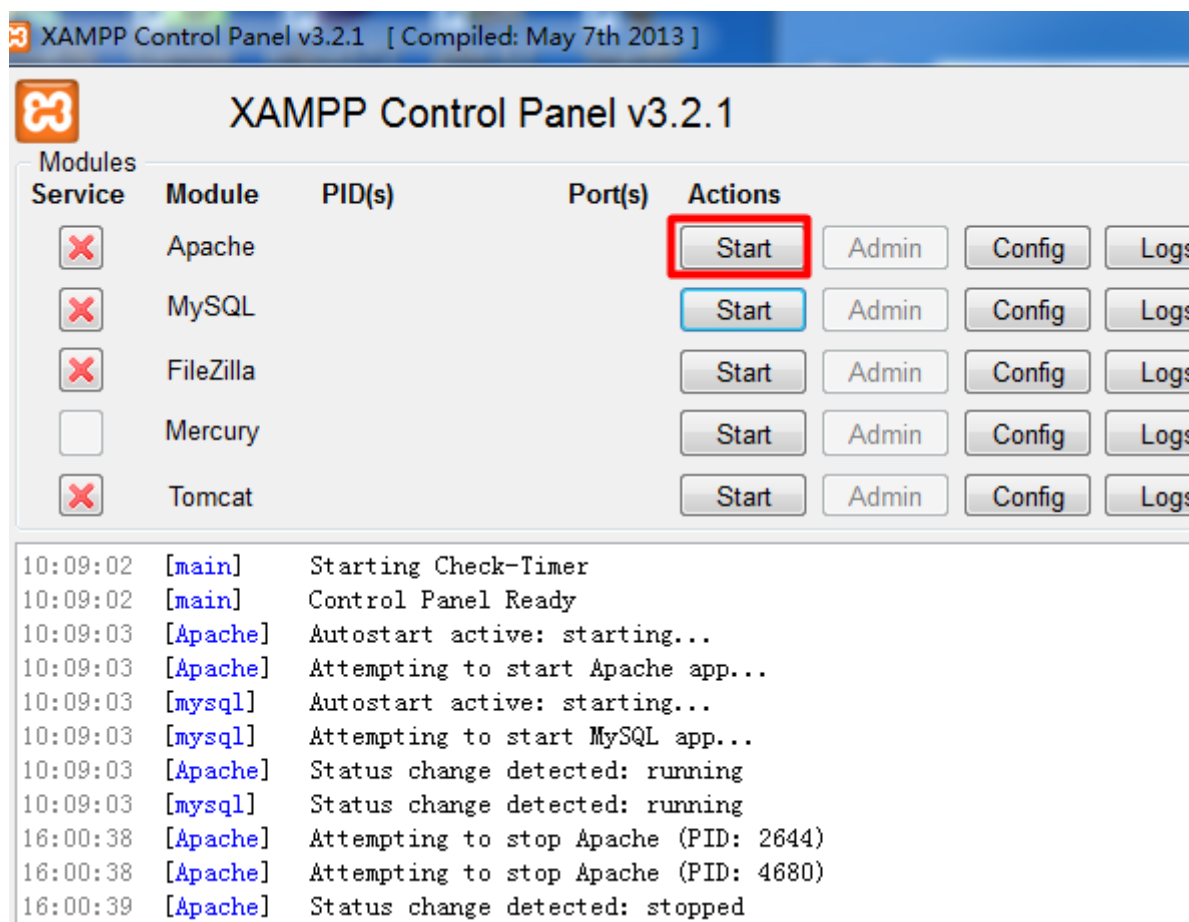 XAMPP Control Panel v3.2.1 [ Compiled: May 7th 2013 ]
XAMPP Control Panel v3.2.1
Modules
Service Module PID(s) Port(s) Actions
Apache Start Admin Config Logs
MySQL Start Admin Config Logs
FileZilla Start Admin Config Logs
Mercury Start Admin Config Logs
Tomcat Start Admin Config Logs
10:09:02 [main] Starting Check-Timer
10:09:02 [main] Control Panel Ready
10:09:03 [Apache] Autostart active: starting...
10:09:03 [Apache] Attempting to start Apache app...
10:09:03 [mysql] Autostart active: starting...
10:09:03 [mysql] Attempting to start MySQL app...
10:09:03 [Apache] Status change detected: running
10:09:03 [mysql] Status change detected: running
16:00:38 [Apache] Attempting to stop Apache (PID: 2644)
16:00:38 [Apache] Attempting to stop Apache (PID: 4680)
16:00:39 [Apache] Status change detected: stopped